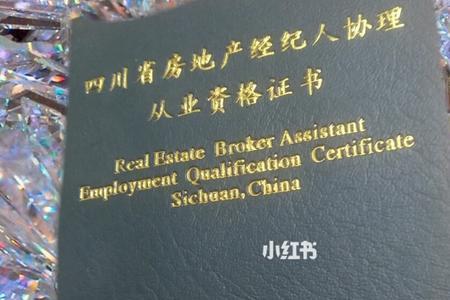 四川省房地产经纪人协理
从业资格证书
Real Estate Broker Assistant
Employment Qualification Certificate
Sichuan, China
小红书